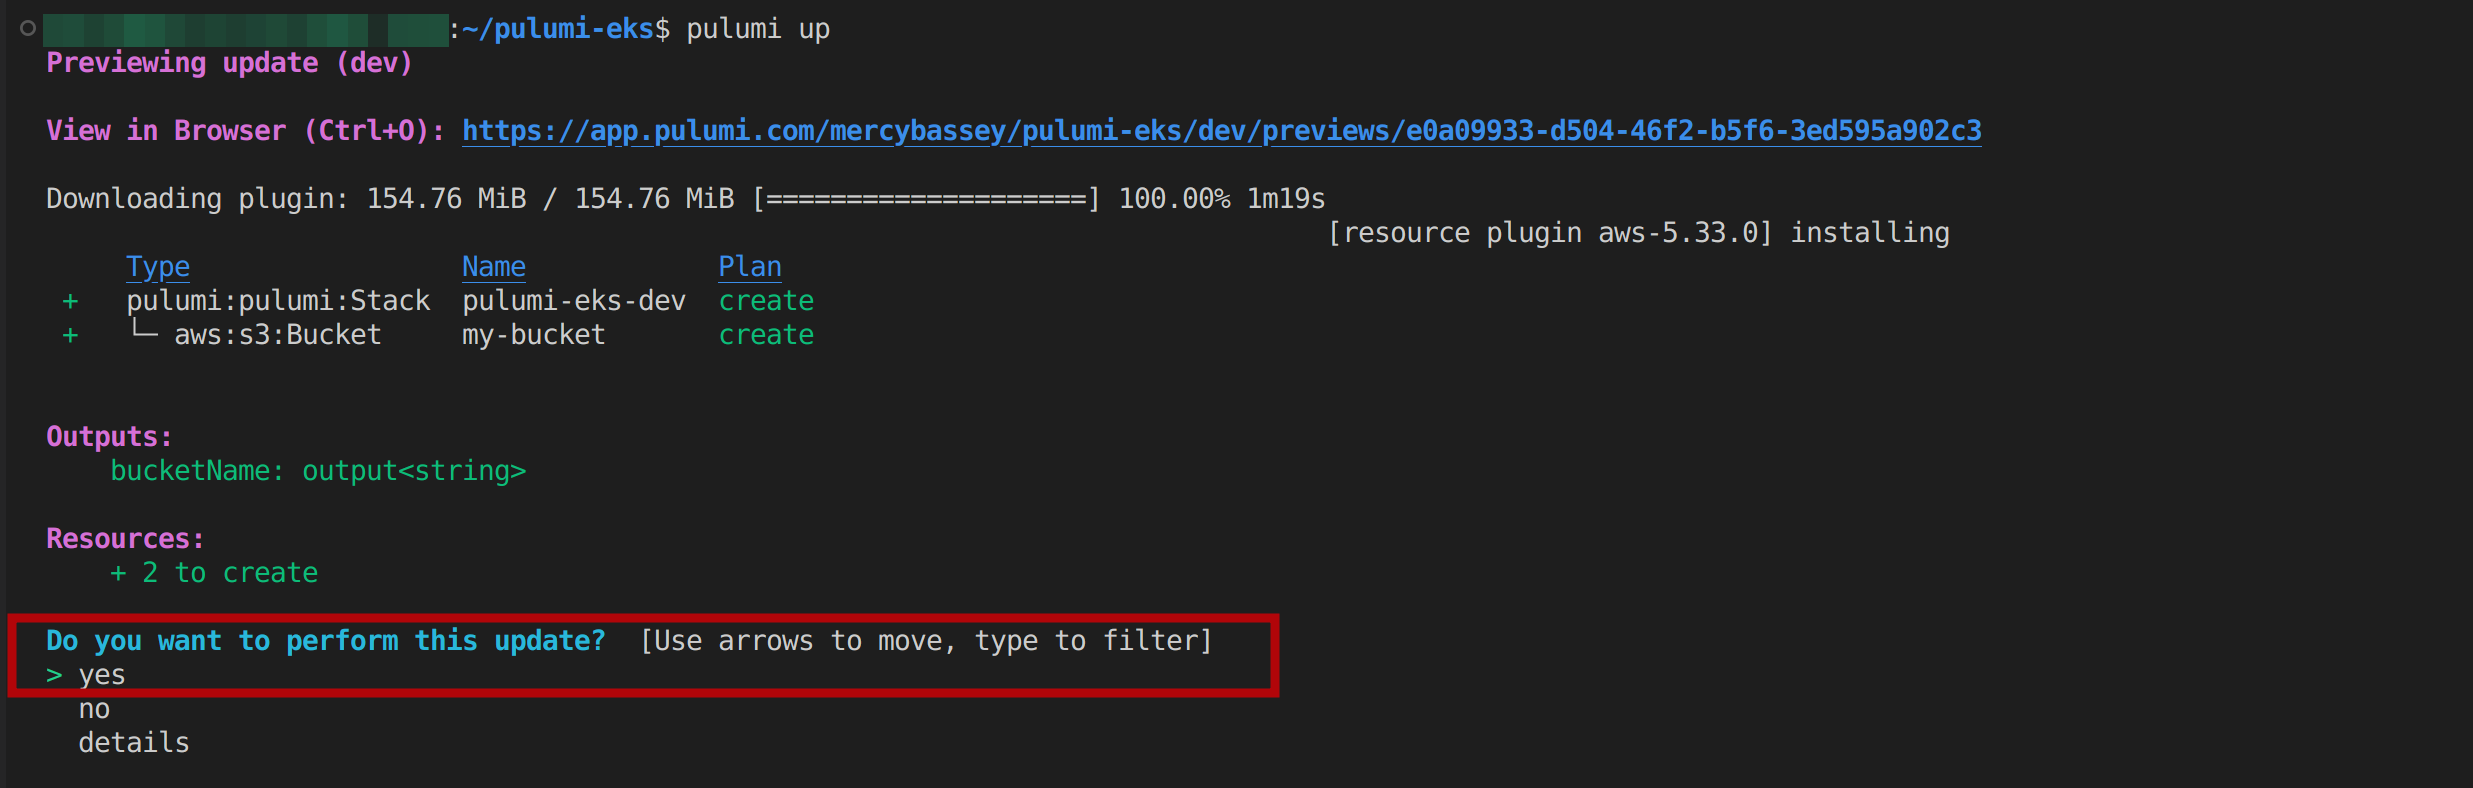 :~/pulumi-eks$ pulumi up
Previewing update (dev)
View in Browser (Ctrl+O): https://app.pulumi.com/mercybassey/pulumi-eks/dev/previews/e0a09933-d504-46f2-b5f6-3ed595a902c3
Downloading plugin: 154.76 MiB / 154.76 MiB [====================] 100.00% 1m19s
[resource plugin aws-5.33.0] installing
Type Name Plan
+ pulumi:pulumi:Stack pulumi-eks-dev create
+ └─ aws:s3:Bucket my-bucket create
Outputs:
bucketName: output<string>
Resources:
+ 2 to create
Do you want to perform this update? [Use arrows to move, type to filter]
> yes
no
details